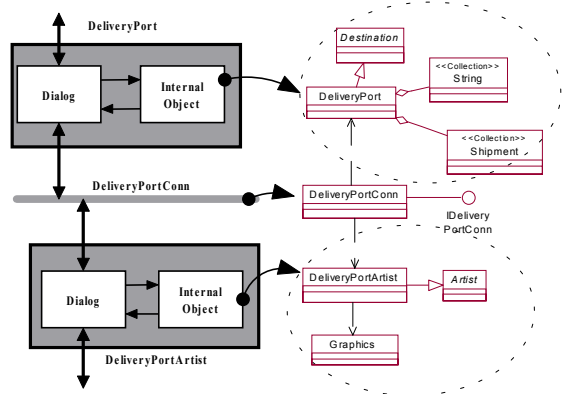 DeliveryPort
Dialog
Internal
Object
DeliveryPortConn
Dialog
Internal
Object
DeliveryPortArtist
Destination
DeliveryPort
<<Collection>>
String
<<Collection>>
Shipment
DeliveryPortConn
IDelivery
PortConn
DeliveryPortArtist
Artist
Graphics